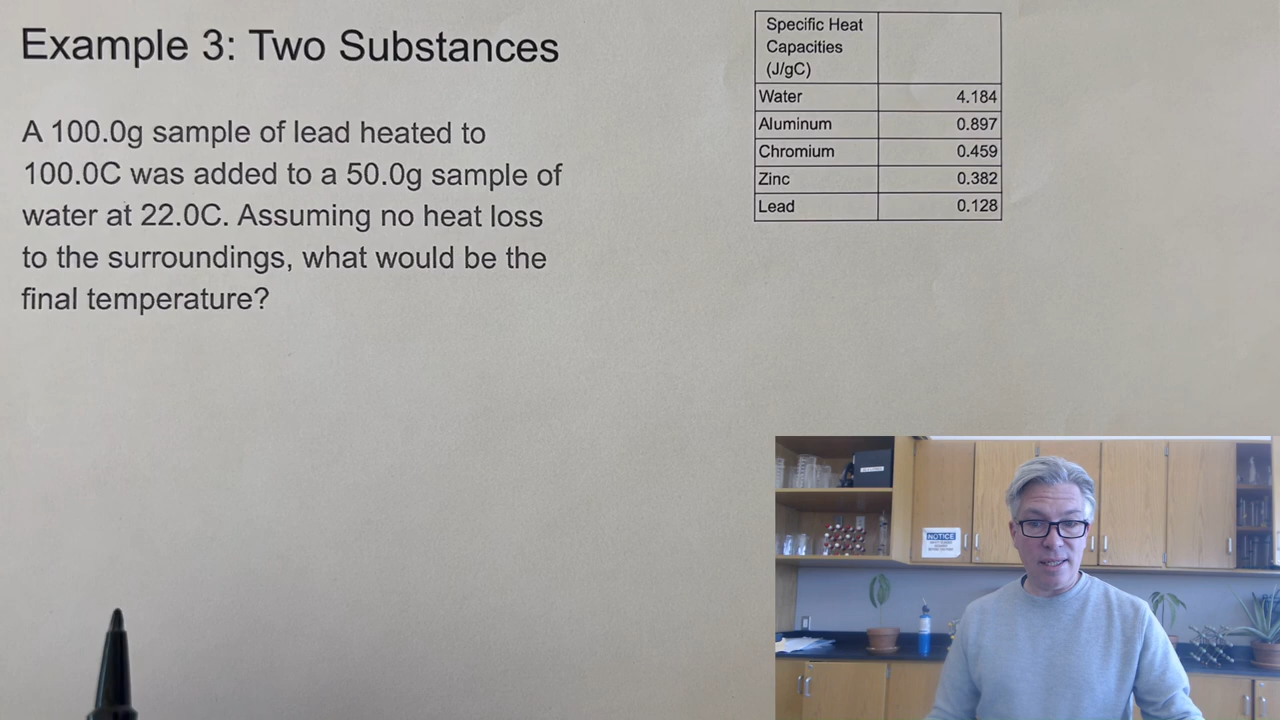 Example 3: Two Substances
A 100.0g sample of lead heated to
100.0C was added to a 50.0g sample of
water at 22.0C. Assuming no heat loss
to the surroundings, what would be the
final temperature?
Specific Heat
Capacities
(J/gC)
Water 4.184
Aluminum 0.897
Chromium 0.459
Zinc 0.382
Lead 0.128
NOTICE